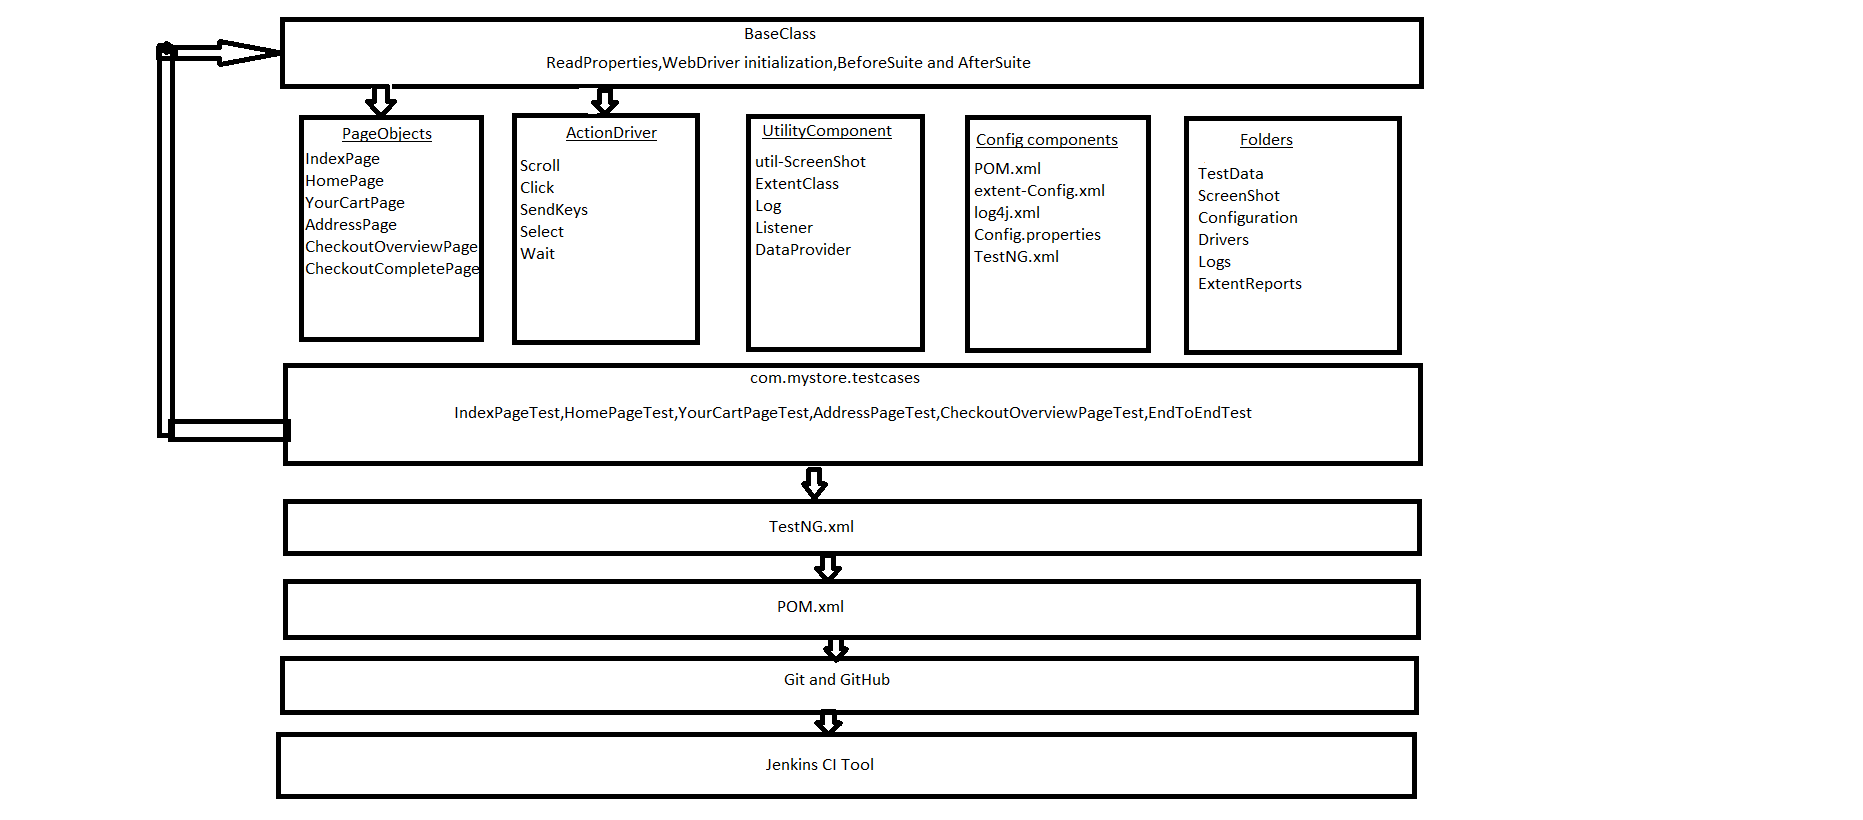 BaseClass
ReadProperties,WebDriver initialization,BeforeSuite and AfterSuite
PageObjects
IndexPage
HomePage
YourCartPage
AddressPage
CheckoutOverviewPage
CheckoutCompletePage
ActionDriver
Scroll
Click
SendKeys
Select
Wait
UtilityComponent
util-ScreenShot
ExtentClass
Log
Listener
DataProvider
Config components
POM.xml
extent-Config.xml
log4j.xml
Config.properties
TestNG.xml
Folders
TestData
ScreenShot
Configuration
Drivers
Logs
ExtentReports
com.mystore.testcases
IndexPageTest,HomePageTest,YourCartPageTest,AddressPageTest,CheckoutOverviewPageTest,EndToEndTest
TestNG.xml
POM.xml
Git and GitHub
Jenkins CI Tool